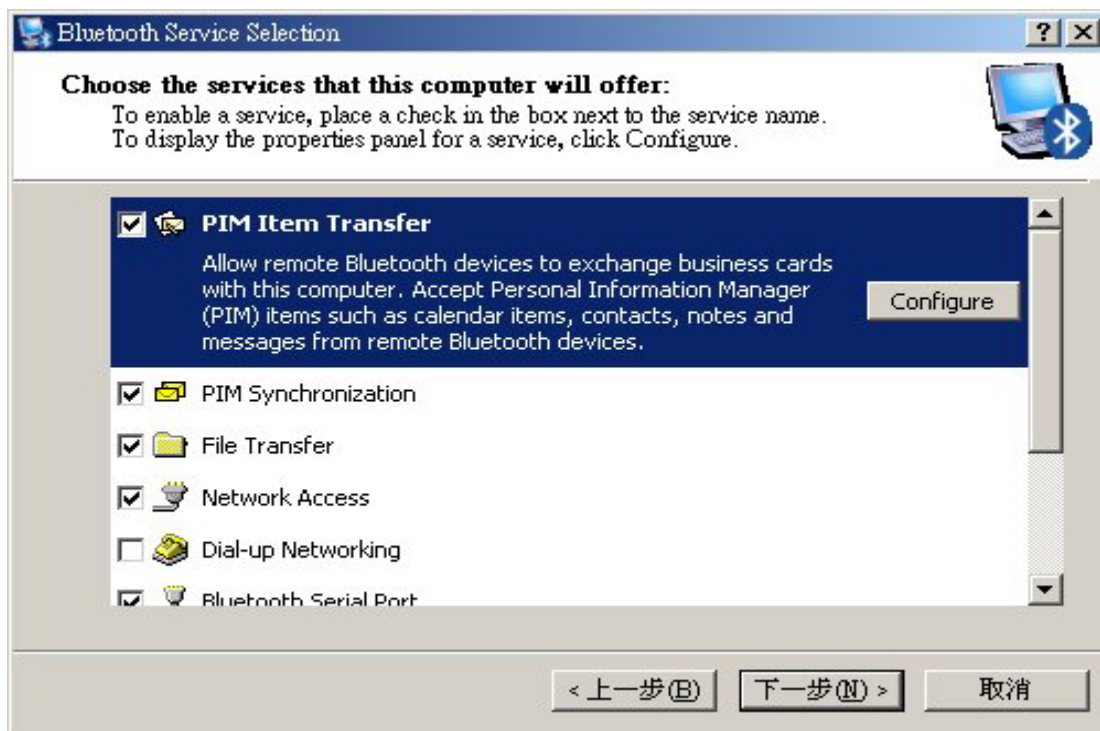 Bluetooth Service Selection
Choose the services that this computer will offer:
To enable a service, place a check in the box next to the service name.
To display the properties panel for a service, click Configure.
PIM Item Transfer
Allow remote Bluetooth devices to exchange business cards
with this computer. Accept Personal Information Manager
(PIM) items such as calendar items, contacts, notes and
messages from remote Bluetooth devices.
Configure
PIM Synchronization
File Transfer
Network Access
Dial-up Networking
Bluetooth Serial Port
< 上一步(B)
下一步(N) >
取消